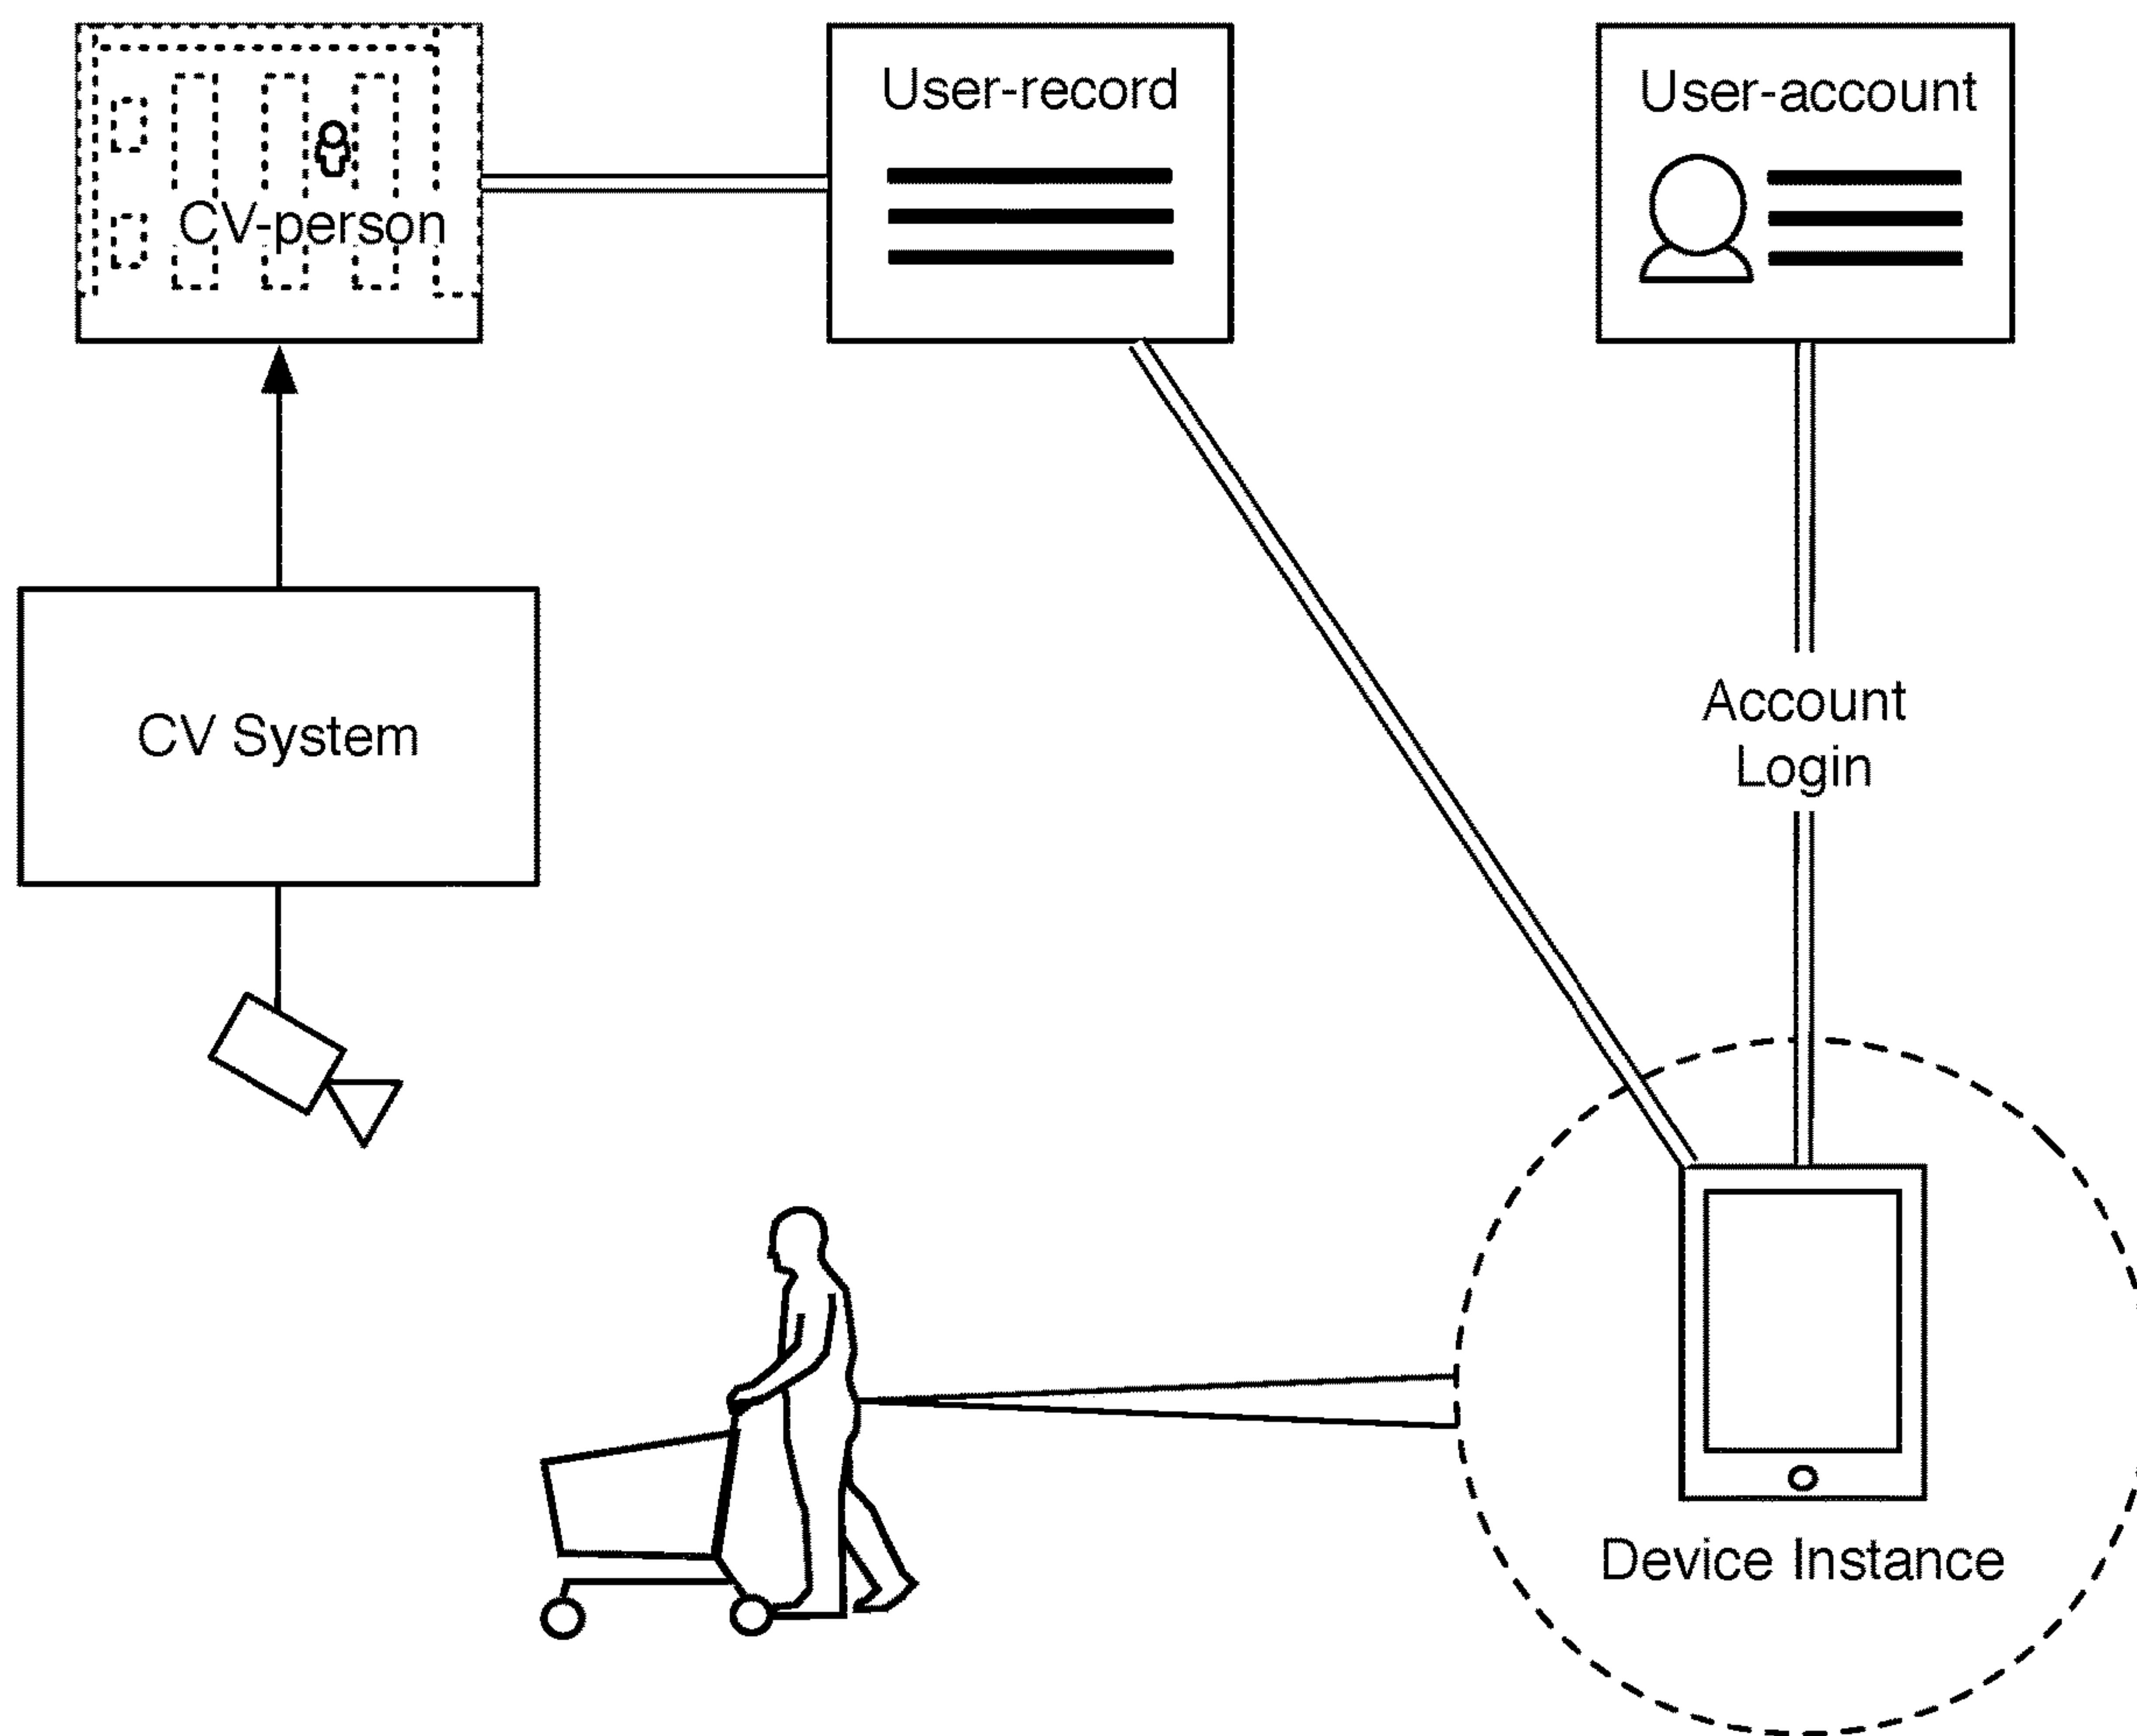 User-record
User-account
CV-person
CV System
Account
Login
Device Instance